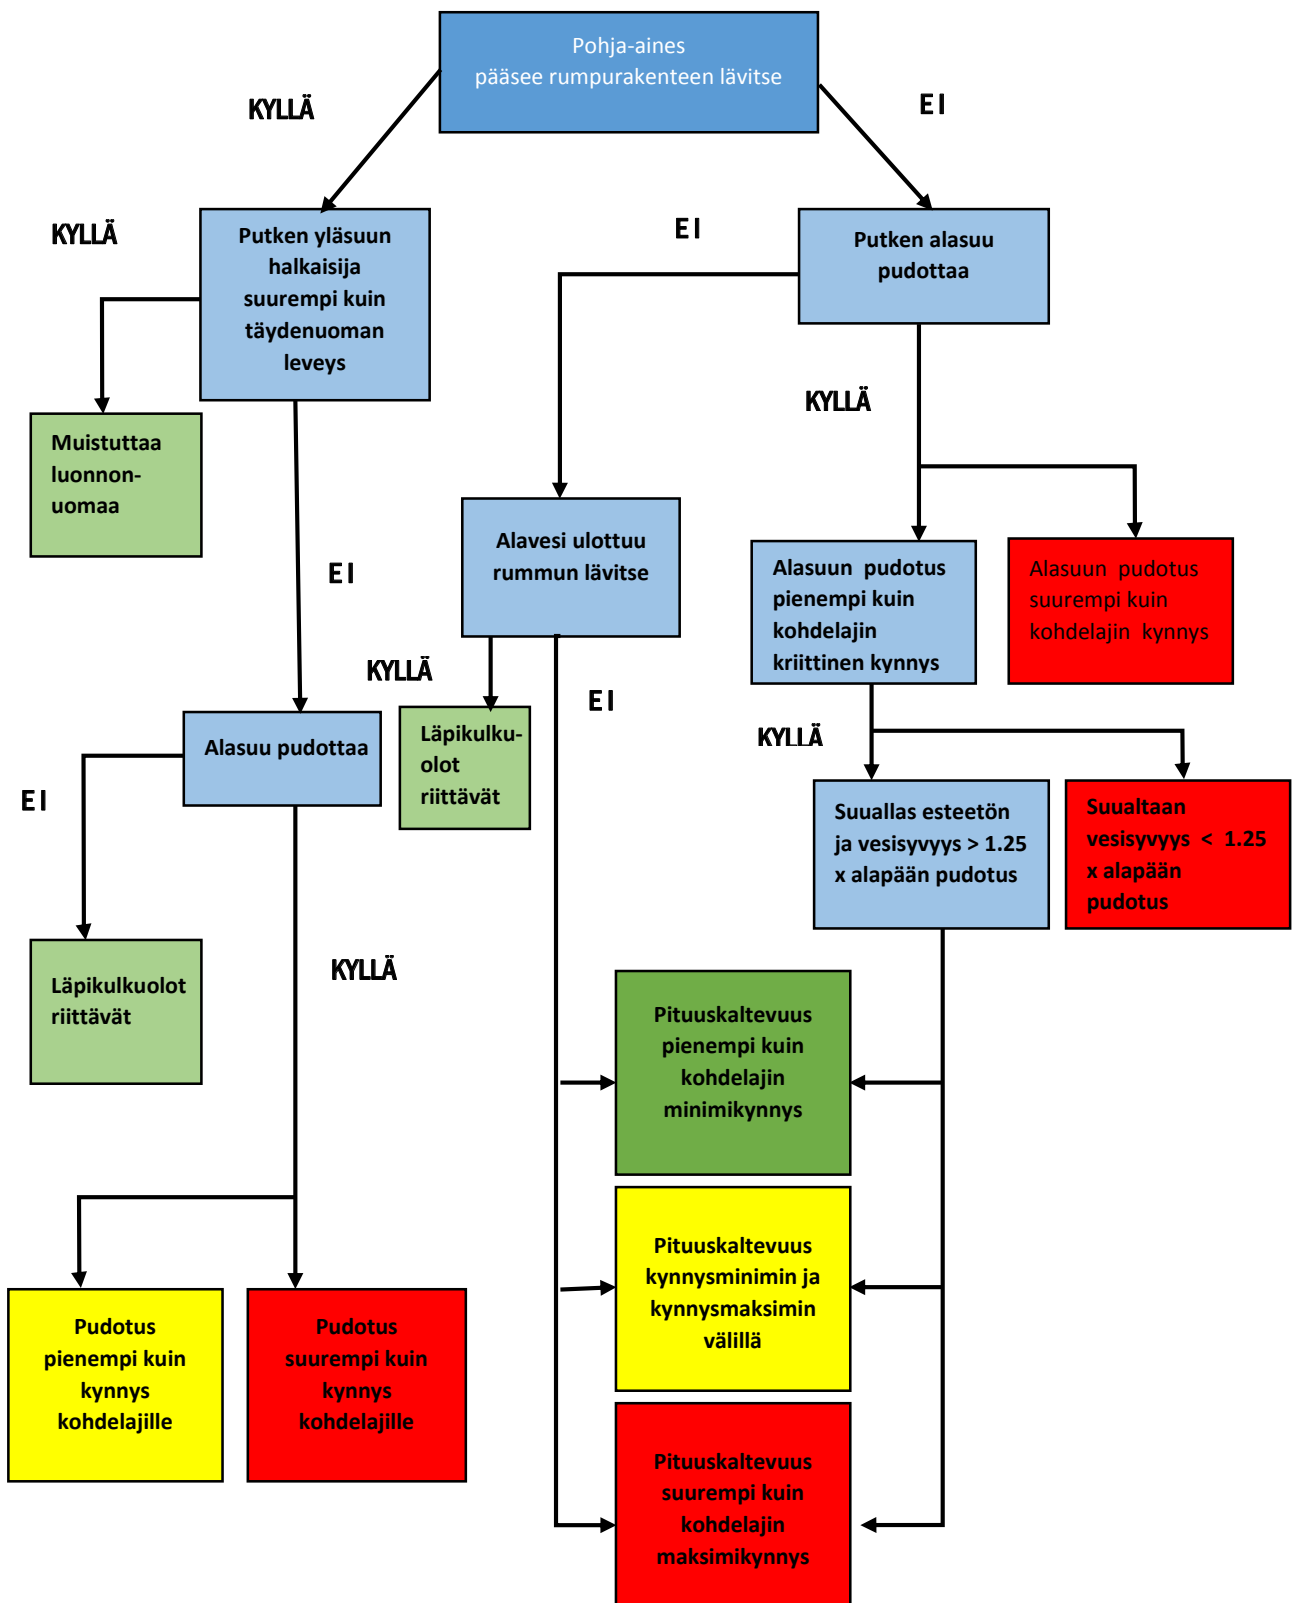 Pohja-aines
pääsee rumpurakenteen lävitse
KYLLÄ
EI
KYLLÄ
Putken yläsuun
halkaisija
suurempi kuin
täydenuoman
leveys
EI
Putken alasuu
pudottaa
Muistuttaa
luonnon-
uomaa
EI
KYLLÄ
Alavesi ulottuu
rummun lävitse
Alasuun pudotus
pienempi kuin
kohdelajin
kriittinen kynnys
Alasuun pudotus
suurempi kuin
kohdelajin kynnys
KYLLÄ
EI
KYLLÄ
Alasuu pudottaa
Läpikulku-
olot
riittävät
EI
Suuallas esteetön
ja vesisyvyys > 1.25
x alapään pudotus
Suualtaan
vesisyvyys < 1.25
x alapään
pudotus
Läpikulkuolot
riittävät
KYLLÄ
Pituuskaltevuus
pienempi kuin
kohdelajin
minimikynnys
Pituuskaltevuus
kynnysminimin ja
kynnysmaksimin
välillä
Pudotus
pienempi kuin
kynnys
kohdelajille
Pudotus
suurempi kuin
kynnys
kohdelajille
Pituuskaltevuus
suurempi kuin
kohdelajin
maksimikynnys